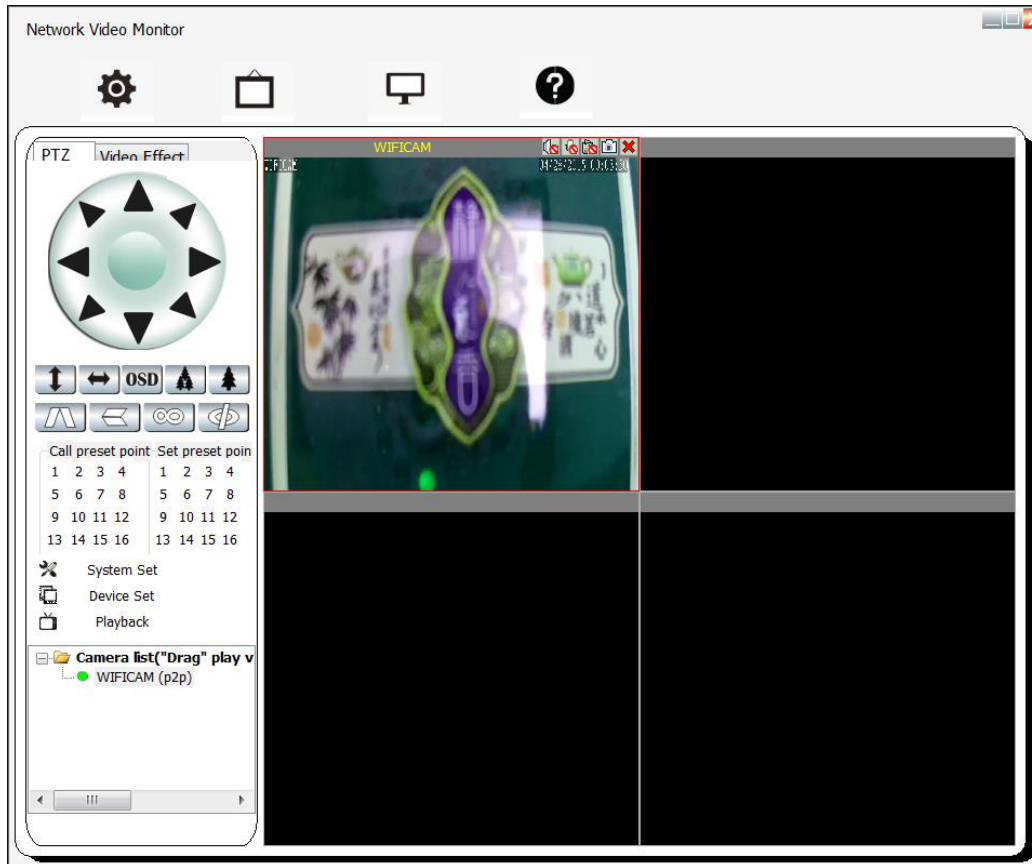 Network Video Monitor
PTZ Video Effect
WIFICAM
WIFICAM
OSD
Call preset point Set preset poin
1 2 3 4 1 2 3 4
5 6 7 8 5 6 7 8
9 10 11 12 9 10 11 12
13 14 15 16 13 14 15 16
System Set
Device Set
Playback
Camera list("Drag" play v
WIFICAM (p2p)